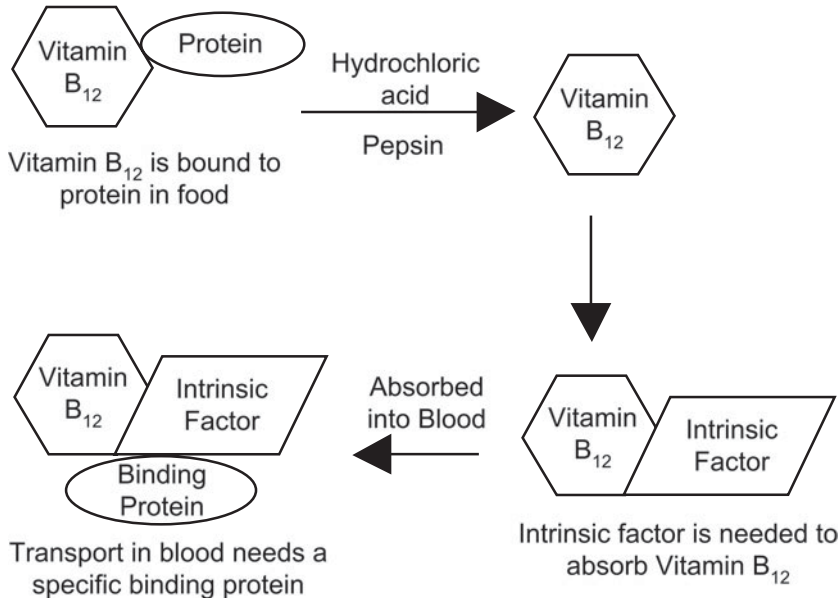 Vitamin
B₁₂
Protein
Vitamin B₁₂ is bound to
protein in food
Hydrochloric
acid
Pepsin
Vitamin
B₁₂
Vitamin
B₁₂
Intrinsic
Factor
Intrinsic factor is needed to
absorb Vitamin B₁₂
Absorbed
into Blood
Vitamin
B₁₂
Intrinsic
Factor
Binding
Protein
Transport in blood needs a
specific binding protein